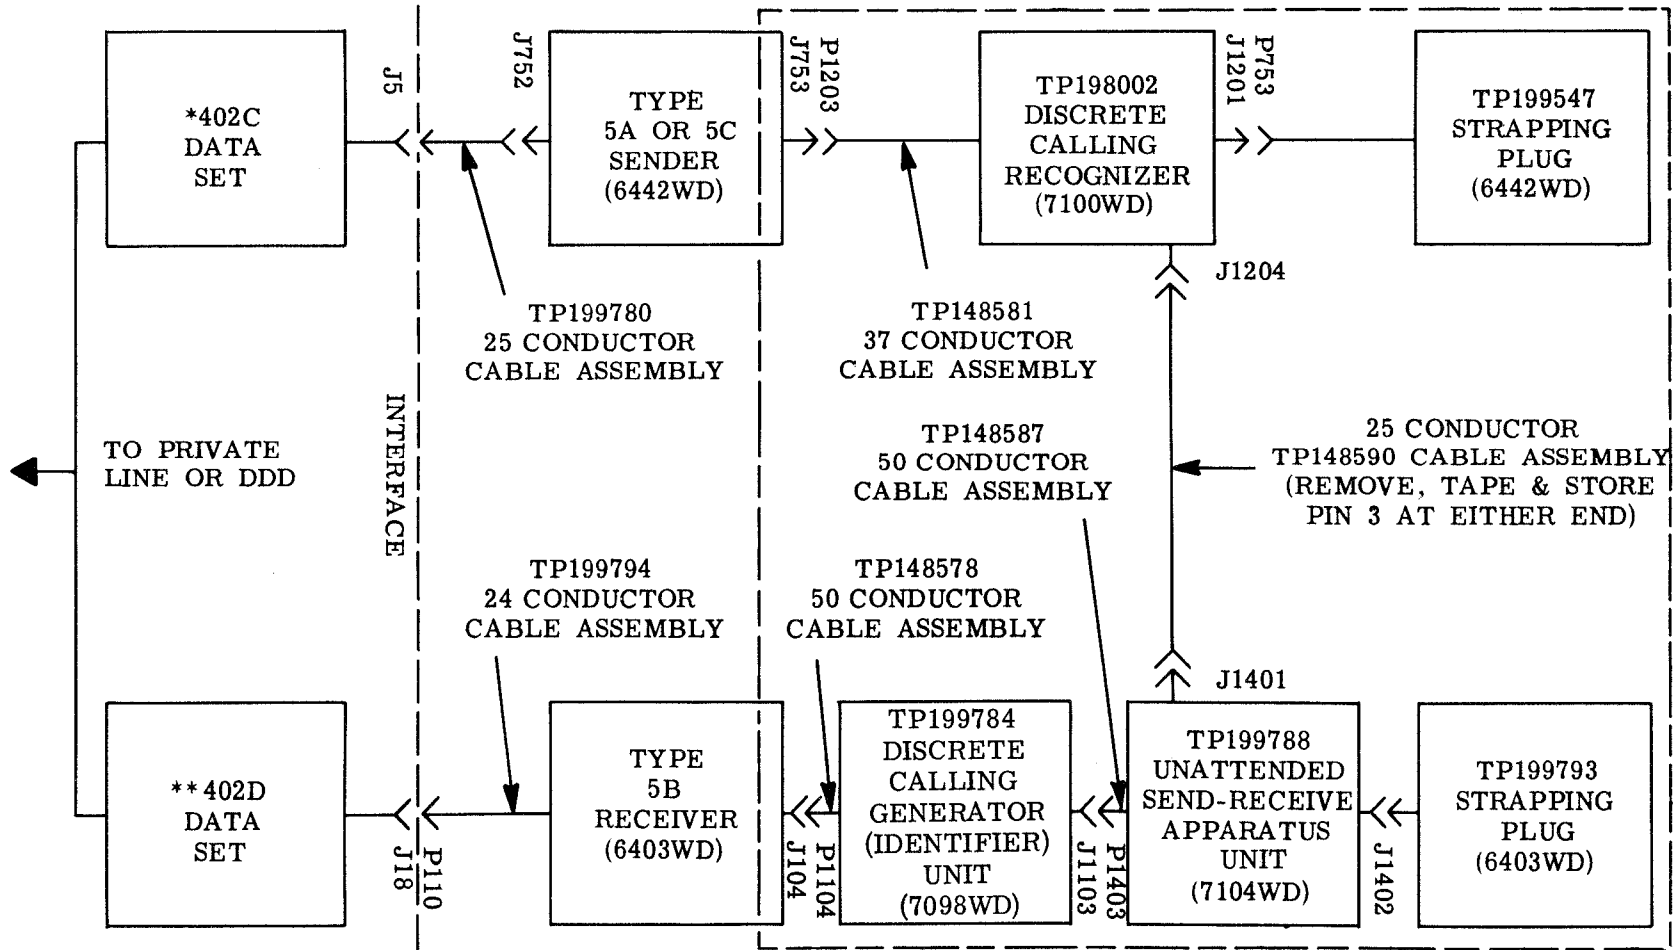 *402C
DATA
SET
J5
J752
TYPE
5A OR 5C
SENDER
(6442WD)
P1203
J753
TP198002
DISCRETE
CALLING
RECOGNIZER
(7100WD)
P753
J1201
TP199547
STRAPPING
PLUG
(6442WD)
J1204
TP199780
25 CONDUCTOR
CABLE ASSEMBLY
TP148581
37 CONDUCTOR
CABLE ASSEMBLY
INTERFACE
TO PRIVATE
LINE OR DDD
TP148587
50 CONDUCTOR
CABLE ASSEMBLY
25 CONDUCTOR
TP148590 CABLE ASSEMBLY
(REMOVE, TAPE & STORE
PIN 3 AT EITHER END)
TP199794
24 CONDUCTOR
CABLE ASSEMBLY
TP148578
50 CONDUCTOR
CABLE ASSEMBLY
J1401
**402D
DATA
SET
P110
J18
TYPE
5B
RECEIVER
(6403WD)
P1104
J104
TP199784
DISCRETE
CALLING
GENERATOR
(IDENTIFIER)
UNIT
(7098WD)
P1403
J1103
TP199788
UNATTENDED
SEND-RECEIVE
APPARATUS
UNIT
(7104WD)
J1402
TP199793
STRAPPING
PLUG
(6403WD)